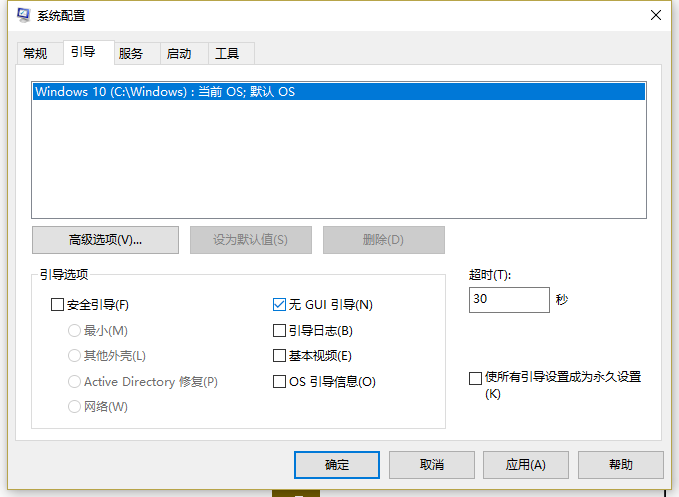 系统配置
常规 引导 服务 启动 工具
Windows 10 (C:\Windows) : 当前 OS; 默认 OS
高级选项(V)... 设为默认值(S) 删除(D)
引导选项
安全引导(F)
最小(M)
其他外壳(L)
Active Directory 修复(P)
网络(W)
无 GUI 引导(N)
引导日志(B)
基本视频(E)
OS 引导信息(O)
超时(T):
30 秒
使所有引导设置成为永久设置
(K)
确定 取消 应用(A) 帮助